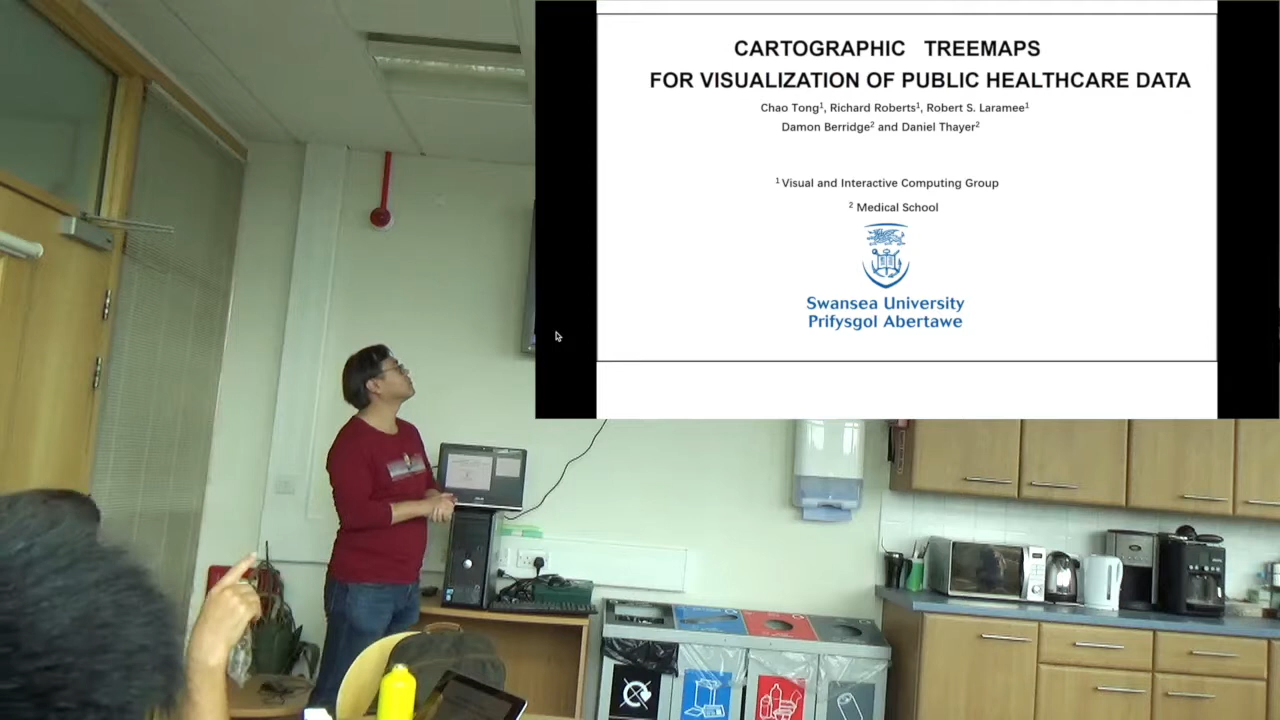 CARTOGRAPHIC TREEMAPS
FOR VISUALIZATION OF PUBLIC HEALTHCARE DATA
Chao Tong¹, Richard Roberts¹, Robert S. Laramee¹
Damon Berridge² and Daniel Thayer²
¹ Visual and Interactive Computing Group
² Medical School
Swansea University
Prifysgol Abertawe